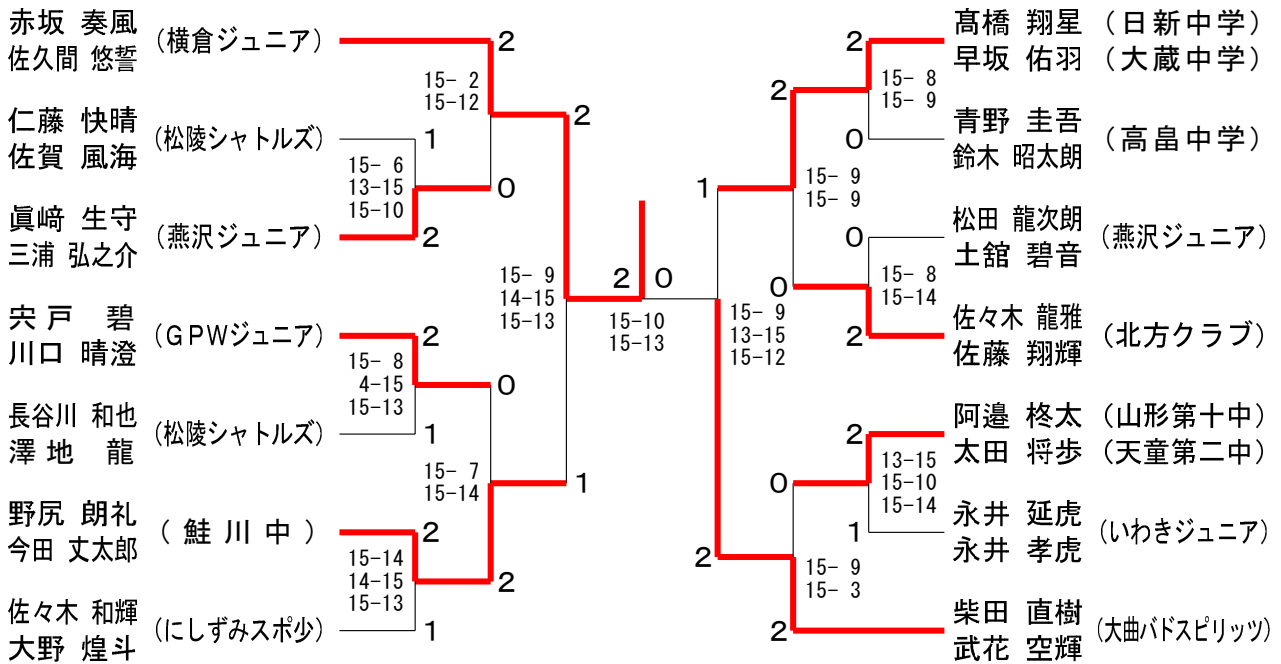 赤坂 奏風
佐久間 悠誓
(横倉ジュニア)
2
15- 2
15-12
仁藤 快晴
佐賀 風海
(松陵シャトルズ)
1
15- 6
13-15
15-10
0
眞﨑 生守
三浦 弘之介
(燕沢ジュニア)
2
2
15- 9
14-15
15-13
宍戸 碧
川口 晴澄
(GPWジュニア)
2
15- 8
4-15
15-13
0
長谷川 和也
澤地 龍
(松陵シャトルズ)
1
15- 7
15-14
1
野尻 朗礼
今田 丈太郎
(鮭川中)
2
15-14
14-15
15-13
2
佐々木 和輝
大野 煌斗
(にしずみスポ少)
1
2 0
15-10
15-13
2
髙橋 翔星 (日新中学)
早坂 佑羽 (大蔵中学)
2
15- 8
15- 9
0
青野 圭吾
鈴木 昭太朗
(高畠中学)
1
15- 9
15- 9
0
松田 龍次朗
土舘 碧音
(燕沢ジュニア)
0
15- 8
15-14
2
佐々木 龍雅
佐藤 翔輝
(北方クラブ)
15- 9
13-15
15-12
2
阿邉 柊太 (山形第十中)
太田 将歩 (天童第二中)
0
13-15
15-10
15-14
1
永井 延虎
永井 孝虎
(いわきジュニア)
2
15- 9
15- 3
2
柴田 直樹
武花 空輝
(大曲バドスピリッツ)